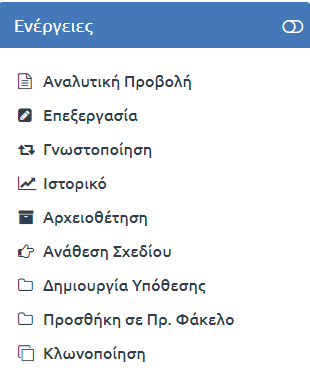 Ενέργειες
Αναλυτική Προβολή
Επεξεργασία
Γνωστοποίηση
Ιστορικό
Αρχειοθέτηση
Ανάθεση Σχεδίου
Δημιουργία Υπόθεσης
Προσθήκη σε Πρ. Φάκελο
Κλωνοποίηση